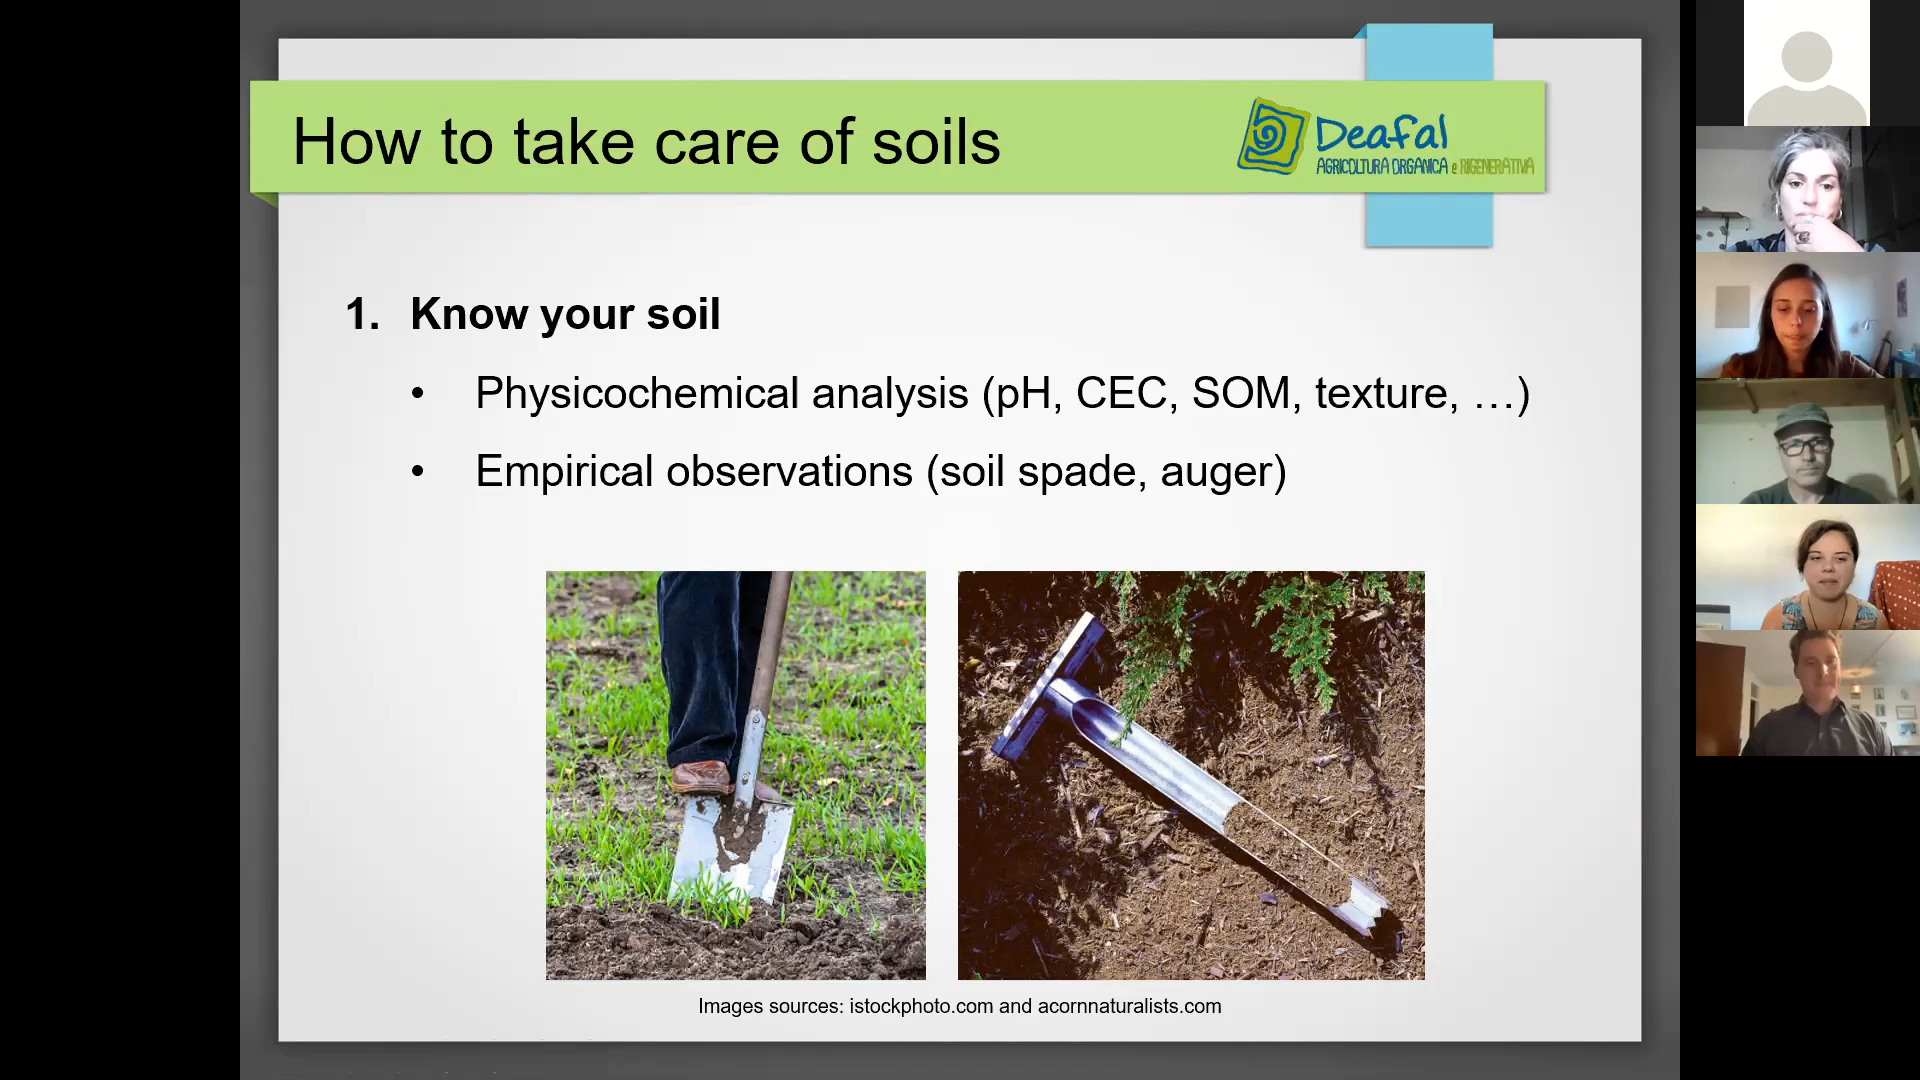 How to take care of soils
Deafal
AGRICOLTURA ORGANICA e RIGENERATIVA
1. Know your soil
• Physicochemical analysis (pH, CEC, SOM, texture, …)
• Empirical observations (soil spade, auger)
Images sources: istockphoto.com and acornnaturalists.com